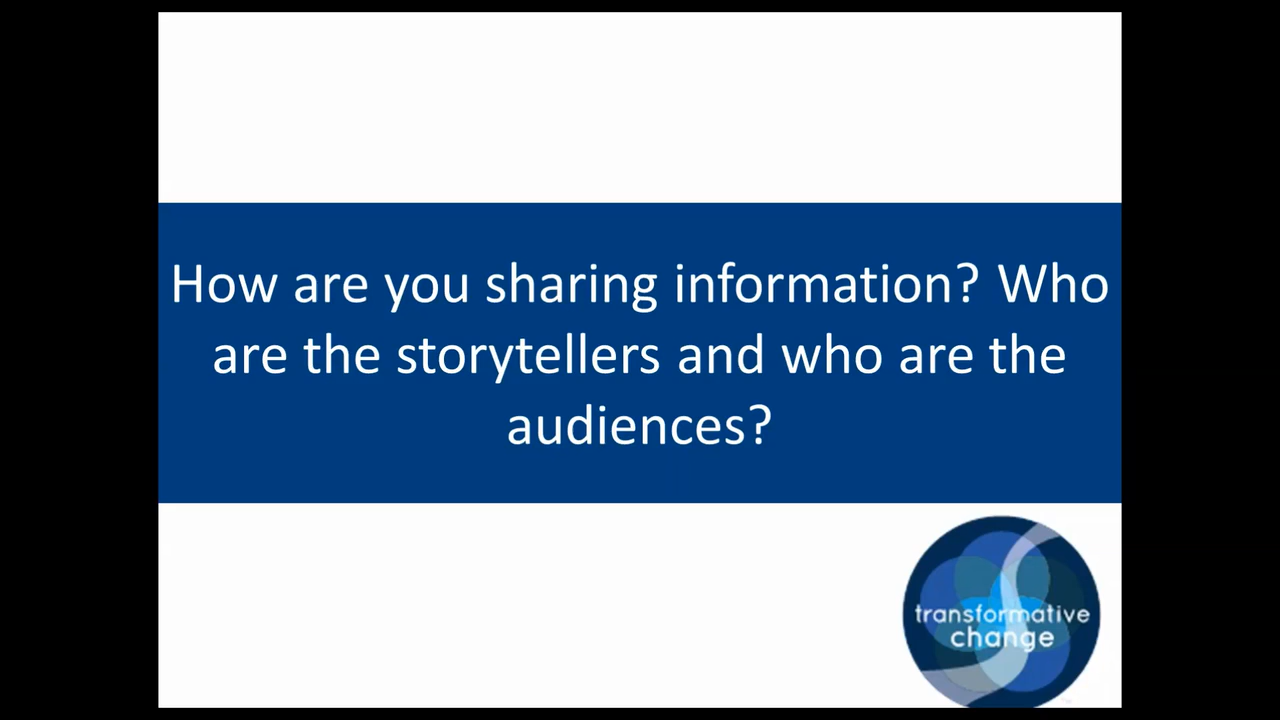 How are you sharing information? Who
are the storytellers and who are the
audiences?
transformative
change